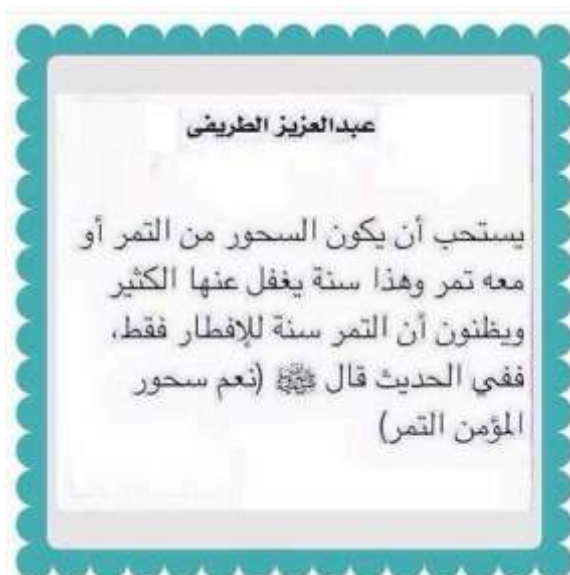 عبدالعزيز الطريفى
يستحب أن يكون السحور من التمر أو
معه تمر وهذا سنة يغفل عنها الكثير
ويظنون أن التمر سنة للإفطار فقط،
ففي الحديث قال ﷺ (نعم سحور
المؤمن التمر)